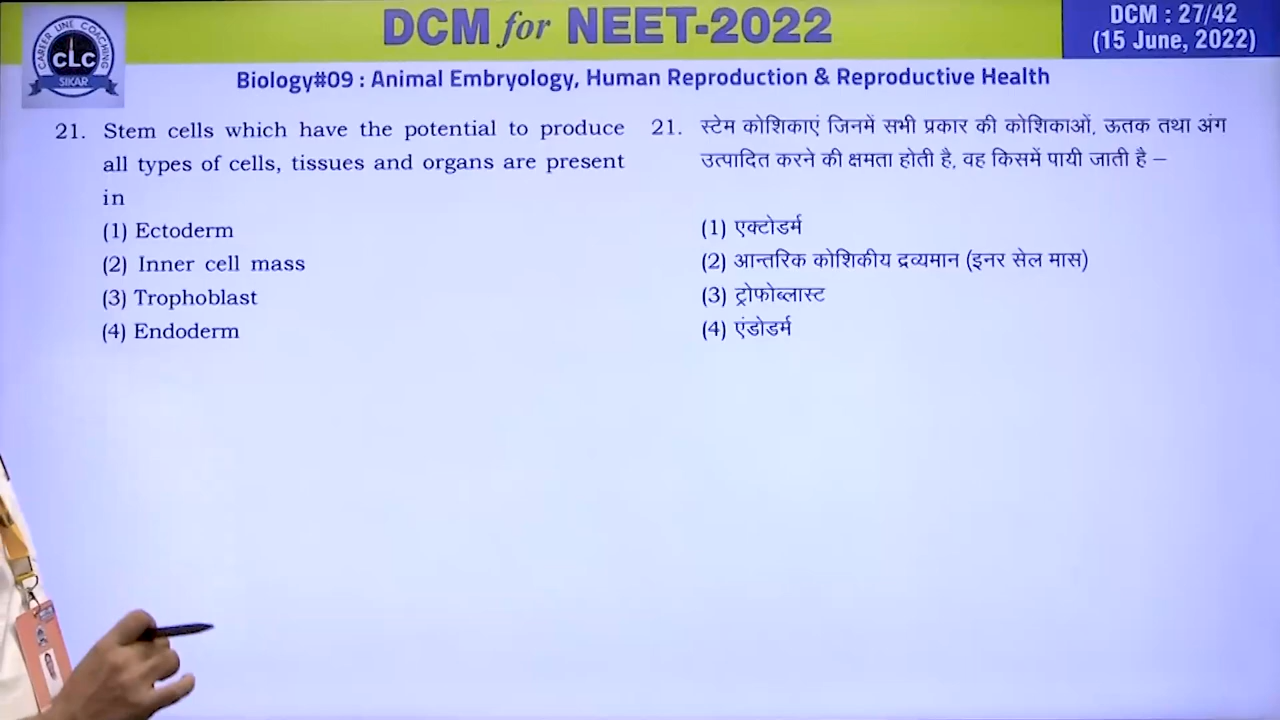 DCM for NEET-2022
DCM : 27/42
(15 June, 2022)
CAREER LINE COACHING
CLC
SIKAR
Biology#09 : Animal Embryology, Human Reproduction & Reproductive Health
21. Stem cells which have the potential to produce
all types of cells, tissues and organs are present
in
(1) Ectoderm
(2) Inner cell mass
(3) Trophoblast
(4) Endoderm
21. स्टेम कोशिकाएं जिनमें सभी प्रकार की कोशिकाओं, ऊतक तथा अंग
उत्पादित करने की क्षमता होती है, वह किसमें पायी जाती है –
(1) एक्टोडर्म
(2) आन्तरिक कोशिकीय द्रव्यमान (इनर सेल मास)
(3) ट्रोफोब्लास्ट
(4) एंडोडर्म